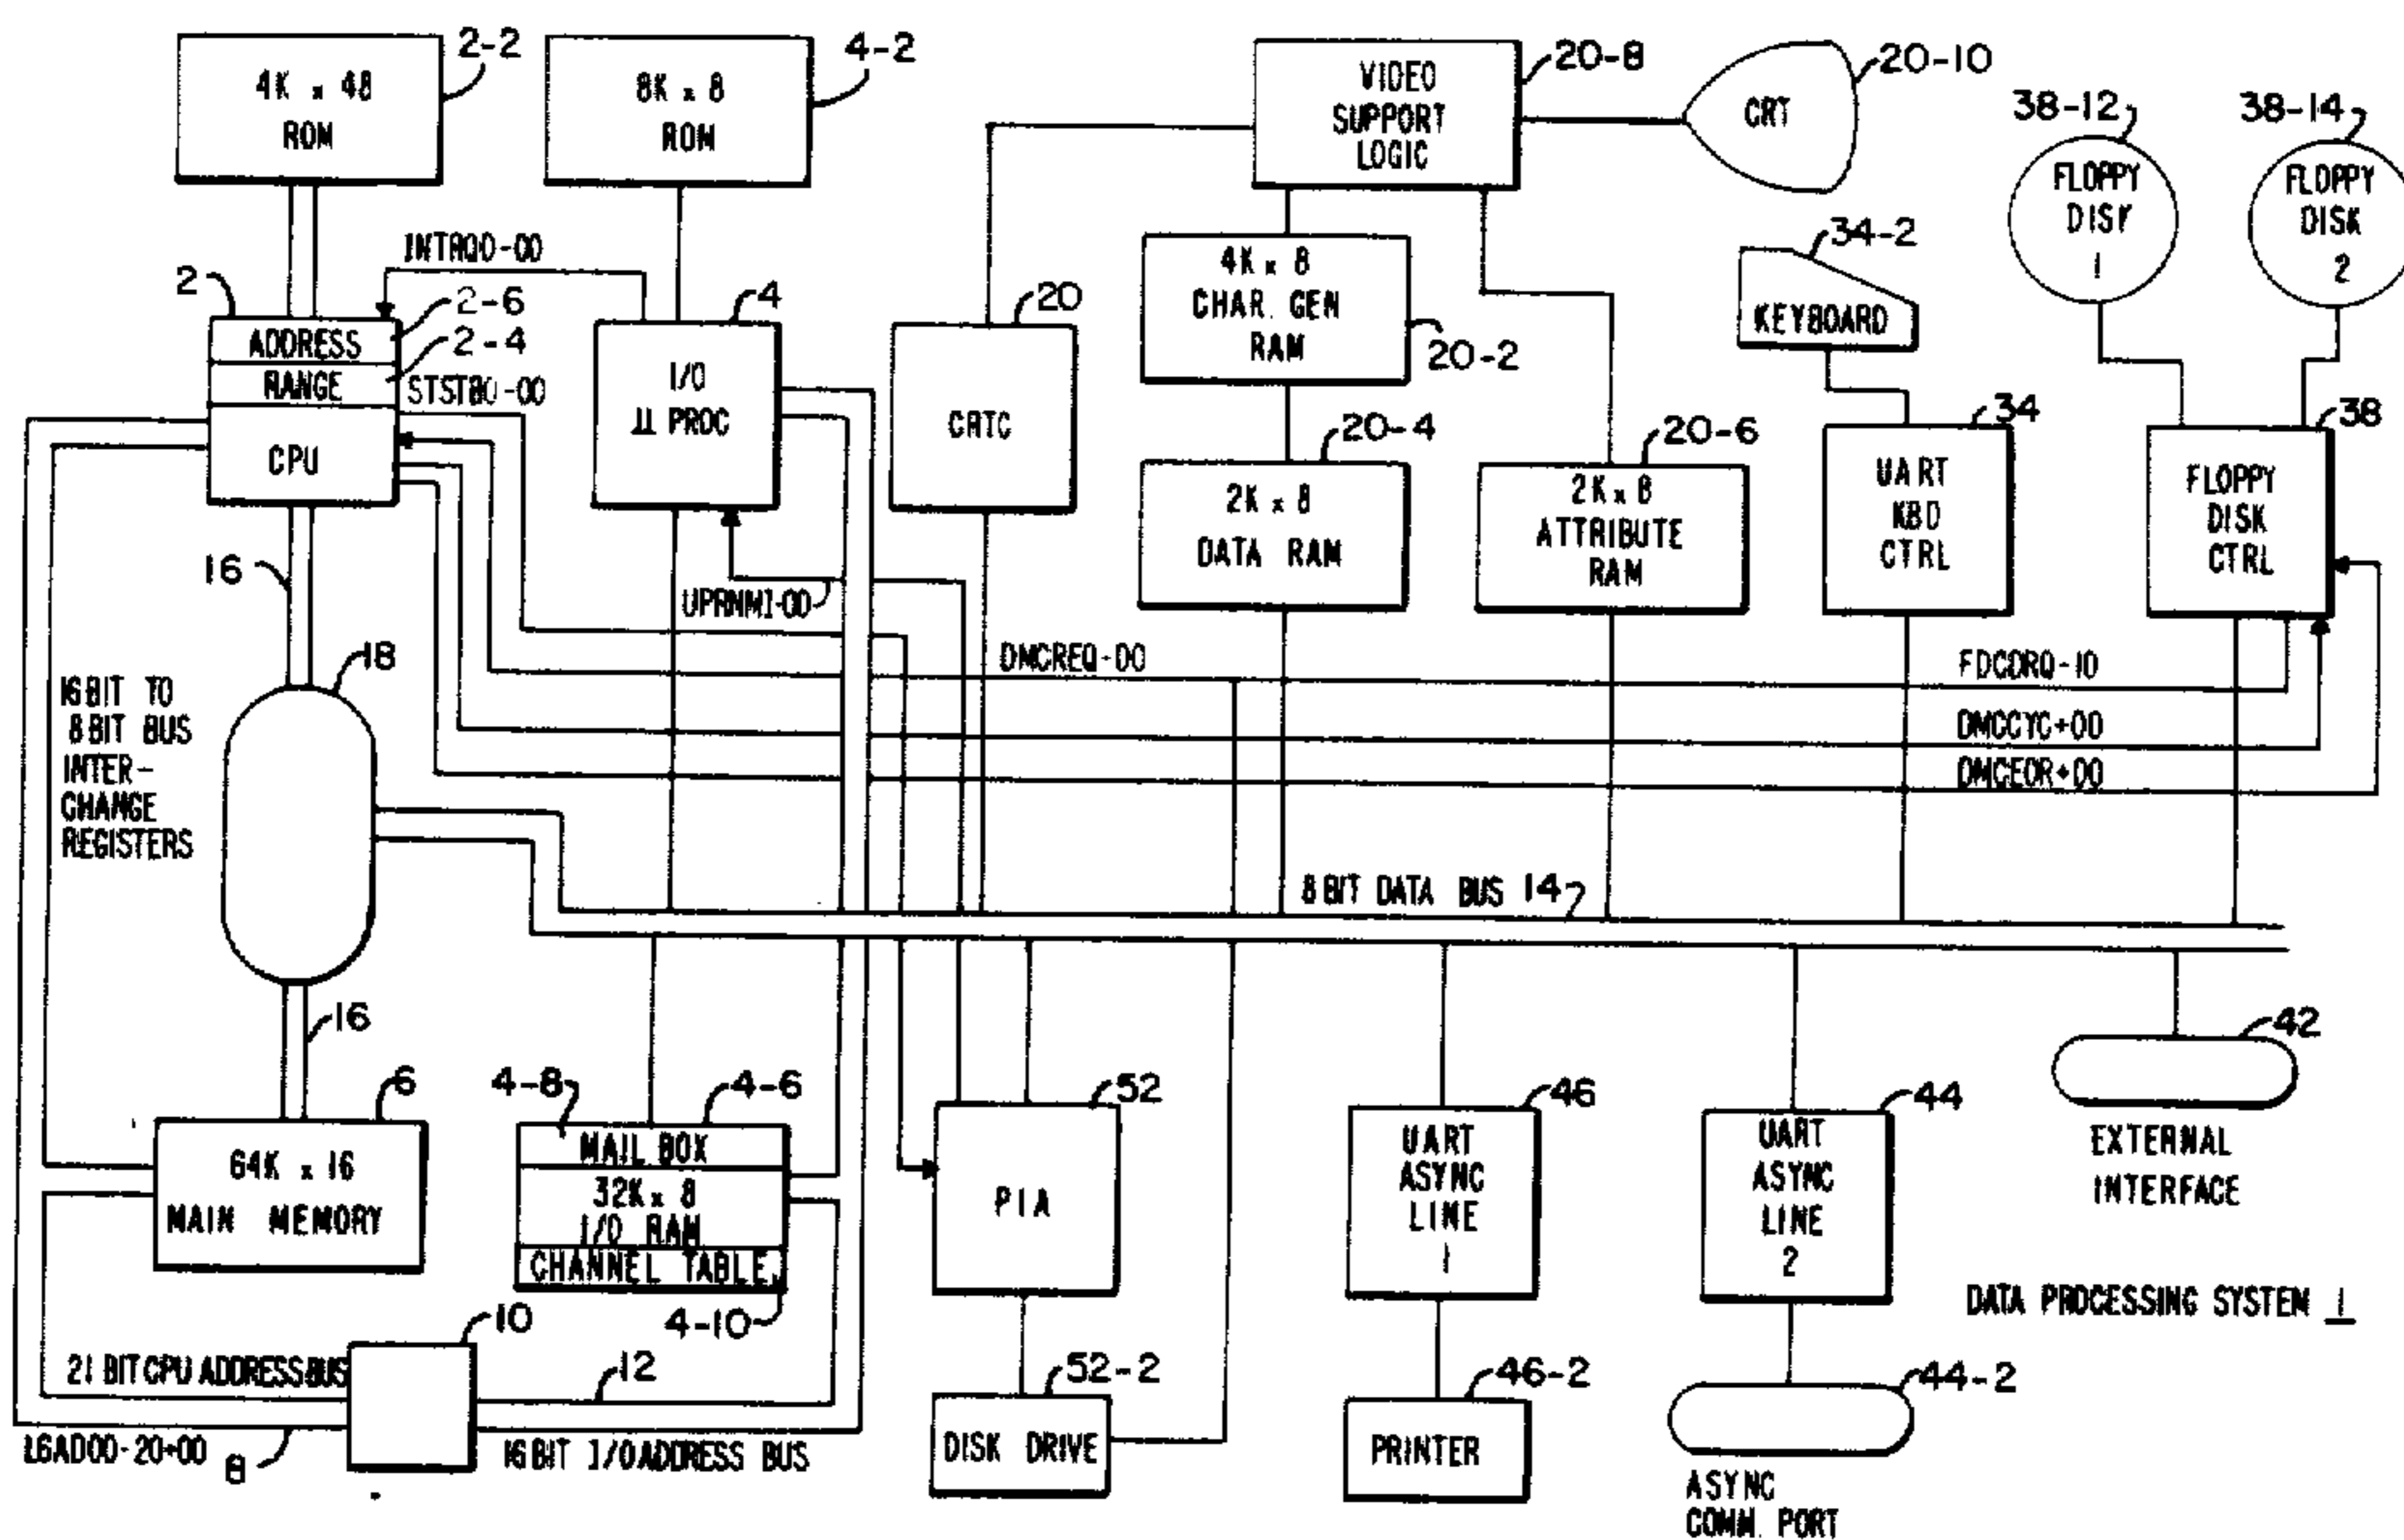 4K x 48
ROM
2-2
8K x 8
ROM
4-2
VIDEO
SUPPORT
LOGIC
20-8
CRT
20-10
38-12
FLOPPY
DISK
1
38-14
FLOPPY
DISK
2
INTRQ0-00
2
2-6
ADDRESS
2-4
RANGE
STSTB0-00
CPU
4
I/O
µ PROC
20
CRTC
4K x 8
CHAR. GEN
RAM
20-2
34-2
KEYBOARD
20-4
2K x 8
DATA RAM
20-6
2K x 8
ATTRIBUTE
RAM
34
UART
KBD
CTRL
38
FLOPPY
DISK
CTRL
16
UPRNMI-00
18
16 BIT TO
8 BIT BUS
INTER-
CHANGE
REGISTERS
DMCREQ-00
FDCDRQ-10
DMCCYC+00
DMCEOR+00
8 BIT DATA BUS 14
16
6
64K x 16
MAIN MEMORY
4-8
4-6
MAIL BOX
32K x 8
I/O RAM
CHANNEL TABLE
4-10
52
PIA
46
UART
ASYNC
LINE
1
44
UART
ASYNC
LINE
2
42
EXTERNAL
INTERFACE
DATA PROCESSING SYSTEM 1
10
21 BIT CPU ADDRESS BUS
12
LBAD00-20+00
8
16 BIT I/O ADDRESS BUS
52-2
DISK DRIVE
46-2
PRINTER
44-2
ASYNC
COMM. PORT